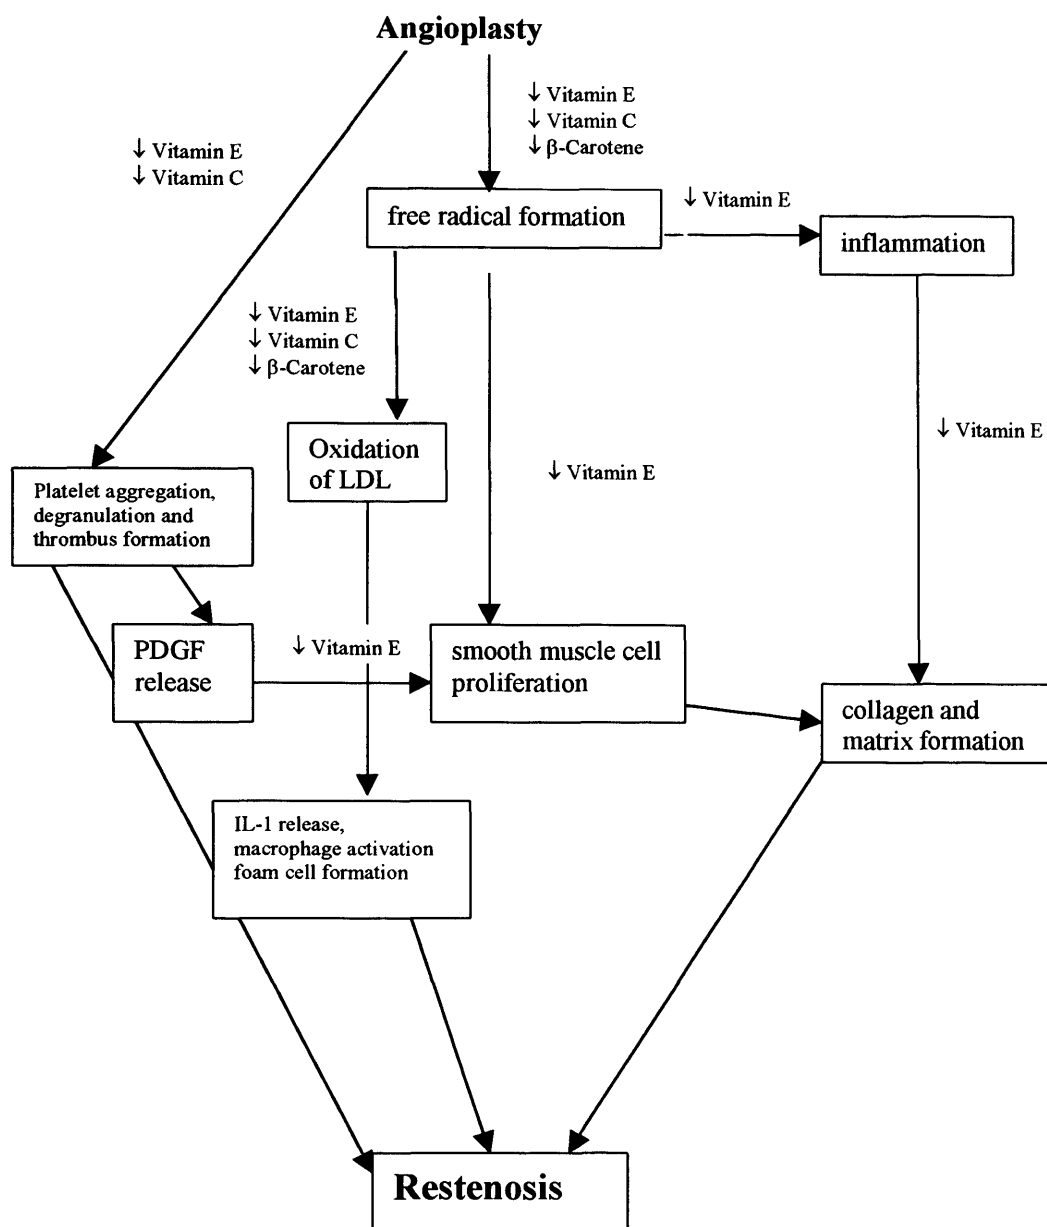 Angioplasty
↓ Vitamin E
↓ Vitamin C
↓ β-Carotene
↓ Vitamin E
↓ Vitamin C
free radical formation
↓ Vitamin E
inflammation
↓ Vitamin E
↓ Vitamin C
↓ β-Carotene
Oxidation
of LDL
↓ Vitamin E
↓ Vitamin E
Platelet aggregation,
degranulation and
thrombus formation
PDGF
release
↓ Vitamin E
smooth muscle cell
proliferation
collagen and
matrix formation
IL-1 release,
macrophage activation
foam cell formation
Restenosis